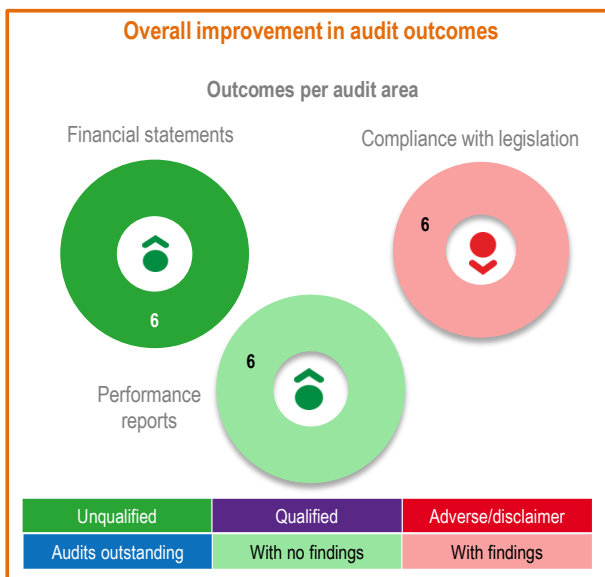 Overall improvement in audit outcomes
Outcomes per audit area
Financial statements
Compliance with legislation
6
6
6
Performance
reports
Unqualified
Qualified
Adverse/disclaimer
Audits outstanding
With no findings
With findings